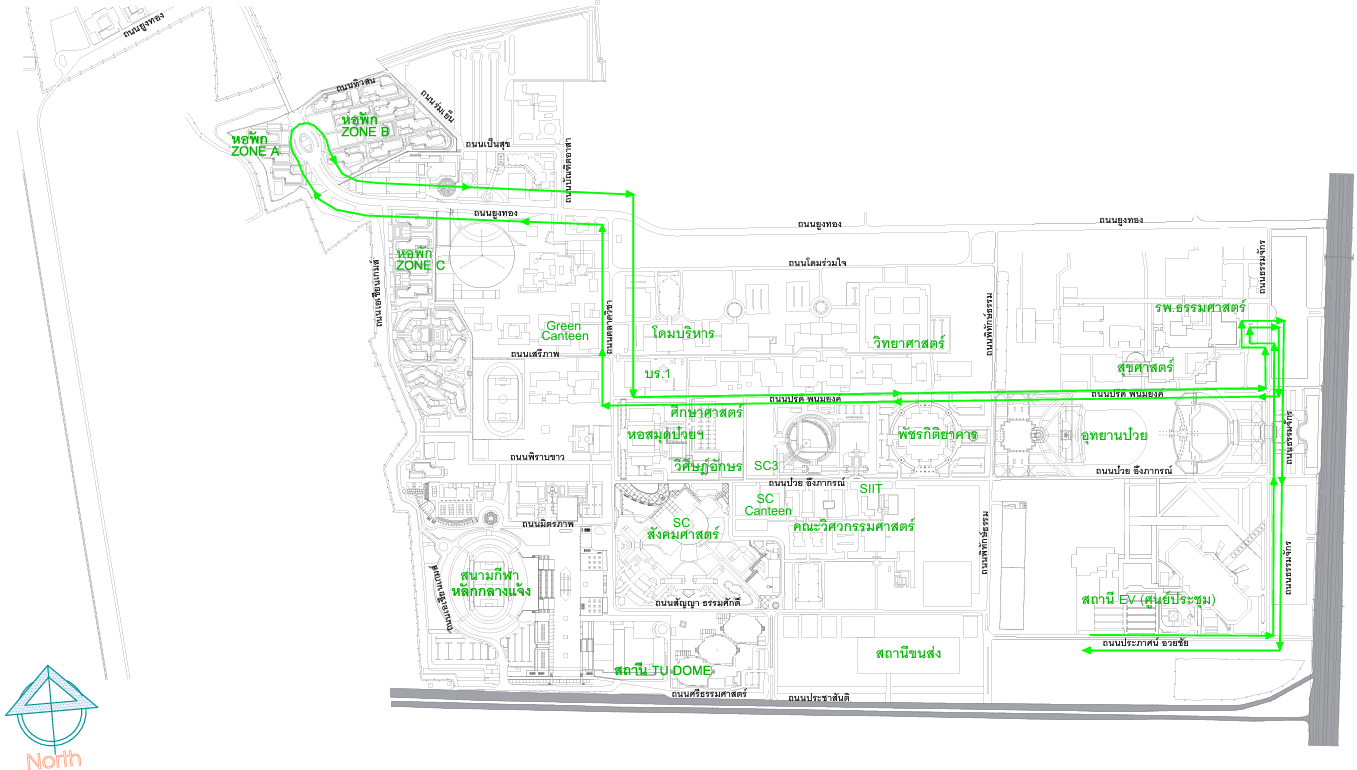 ถนนยูงทอง
ถนนทิวสน
ถนนร่มเย็น
หอพัก
ZONE B
หอพัก
ZONE A
ถนนเป็นสุข
ถนนบัณฑิตอาสา
ถนนยูงทอง
ถนนยูงทอง
ถนนยูงทอง
หอพัก
ZONE C
ถนนโดมร่วมใจ
ถนนธรรมจักร
ถนนพิทักษ์ธรรม
ถนนตลาดวิชา
Green
Canteen
โดมบริหาร
วิทยาศาสตร์
รพ.ธรรมศาสตร์
ถนนเสรีภาพ
บร.1
สุขศาสตร์
ถนนปรีดี พนมยงค์
ถนนปรีดี พนมยงค์
ศึกษาศาสตร์
หอสมุดป๋วยฯ
พัชรกิติยาคาร
อุทยานป๋วย
ถนนธรรมจักร
ถนนพิราบขาว
วิศิษฎ์อักษร
SC3
ถนนป๋วย อึ๊งภากรณ์
ถนนป๋วย อึ๊งภากรณ์
SIIT
SC
Canteen
ถนนมิตรภาพ
SC
สังคมศาสตร์
คณะวิศวกรรมศาสตร์
ถนนพิทักษ์ธรรม
ถนนธรรมจักร
สนามกีฬา
หลักกลางแจ้ง
ถนนสัญญา ธรรมศักดิ์
สถานี EV (ศูนย์ประชุม)
ถนนประภาศน์ อวยชัย
สถานีขนส่ง
สถานี TU DOME
ถนนศรีธรรมศาสตร์
ถนนประชาสันติ
North